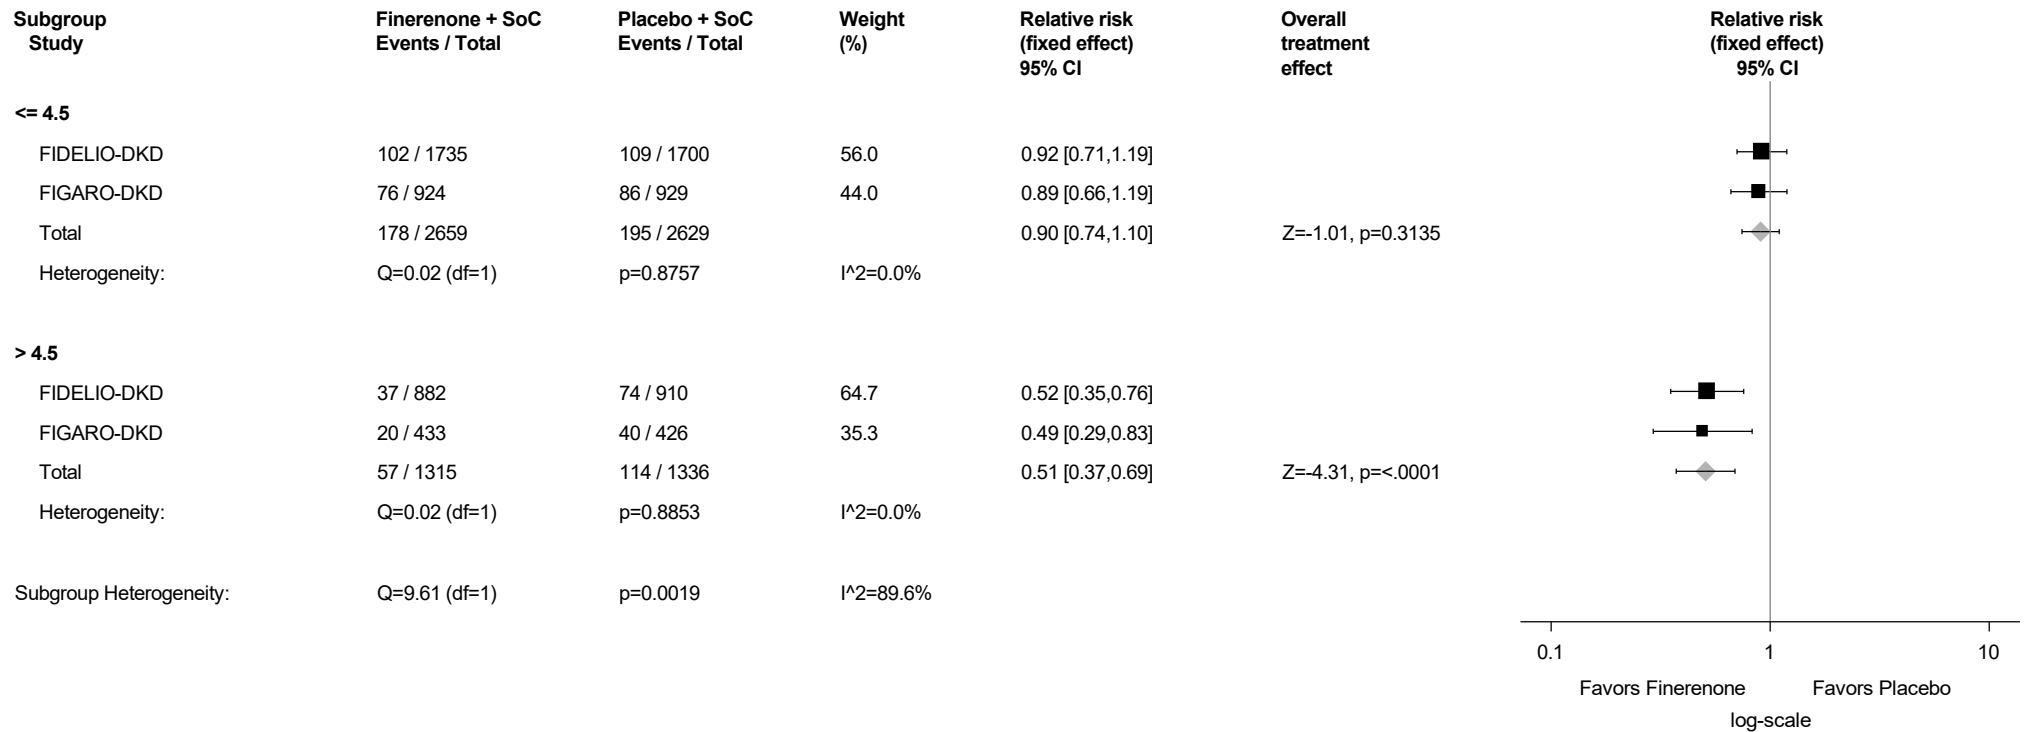 Subgroup Finerenone + SoC Placebo + SoC Weight Relative risk Overall Relative risk
Study Events / Total Events / Total (%) (fixed effect) treatment (fixed effect)
95% CI effect 95% CI
<= 4.5
FIDELIO-DKD 102 / 1735 109 / 1700 56.0 0.92 [0.71,1.19]
FIGARO-DKD 76 / 924 86 / 929 44.0 0.89 [0.66,1.19]
Total 178 / 2659 195 / 2629 0.90 [0.74,1.10] Z=-1.01, p=0.3135
Heterogeneity: Q=0.02 (df=1) p=0.8757 I^2=0.0%
> 4.5
FIDELIO-DKD 37 / 882 74 / 910 64.7 0.52 [0.35,0.76]
FIGARO-DKD 20 / 433 40 / 426 35.3 0.49 [0.29,0.83]
Total 57 / 1315 114 / 1336 0.51 [0.37,0.69] Z=-4.31, p=<.0001
Heterogeneity: Q=0.02 (df=1) p=0.8853 I^2=0.0%
Subgroup Heterogeneity: Q=9.61 (df=1) p=0.0019 I^2=89.6%
0.1 1 10
Favors Finerenone Favors Placebo
log-scale